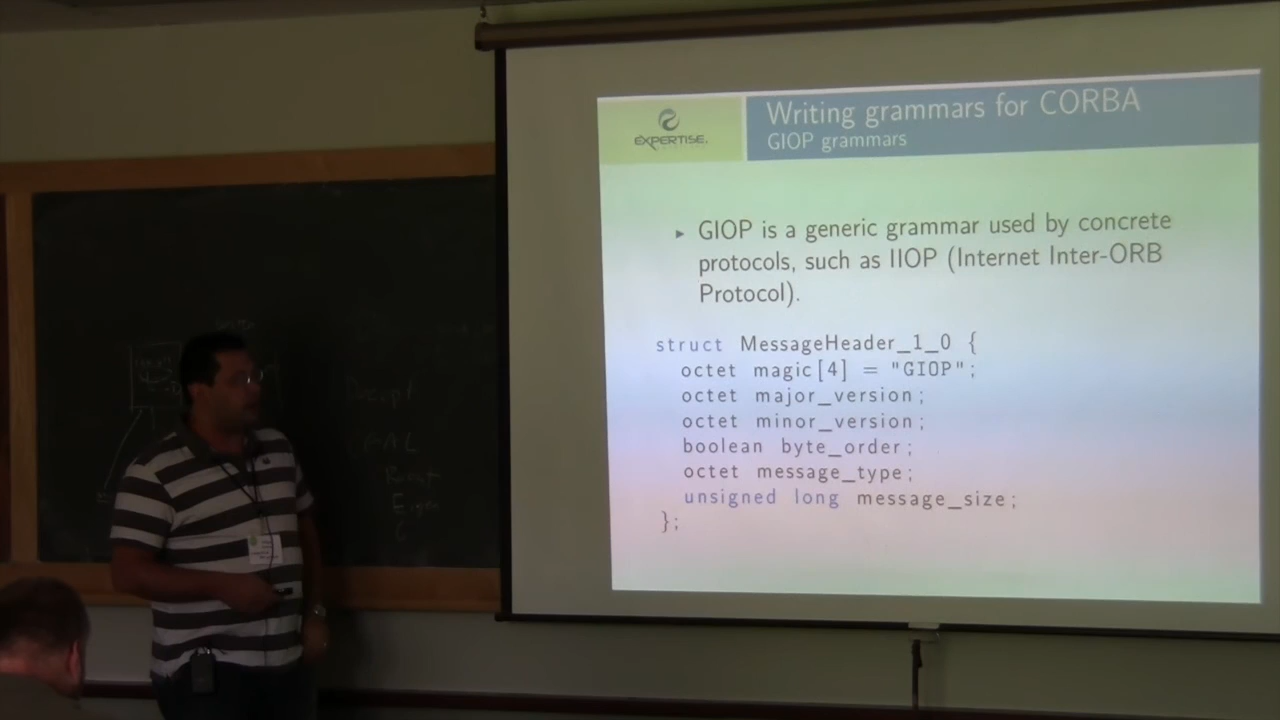 EXPERTISE.
Writing grammars for CORBA
GIOP grammars
▸ GIOP is a generic grammar used by concrete
protocols, such as IIOP (Internet Inter-ORB
Protocol).
struct MessageHeader_1_0 {
octet magic[4] = "GIOP";
octet major_version;
octet minor_version;
boolean byte_order;
octet message_type;
unsigned long message_size;
};